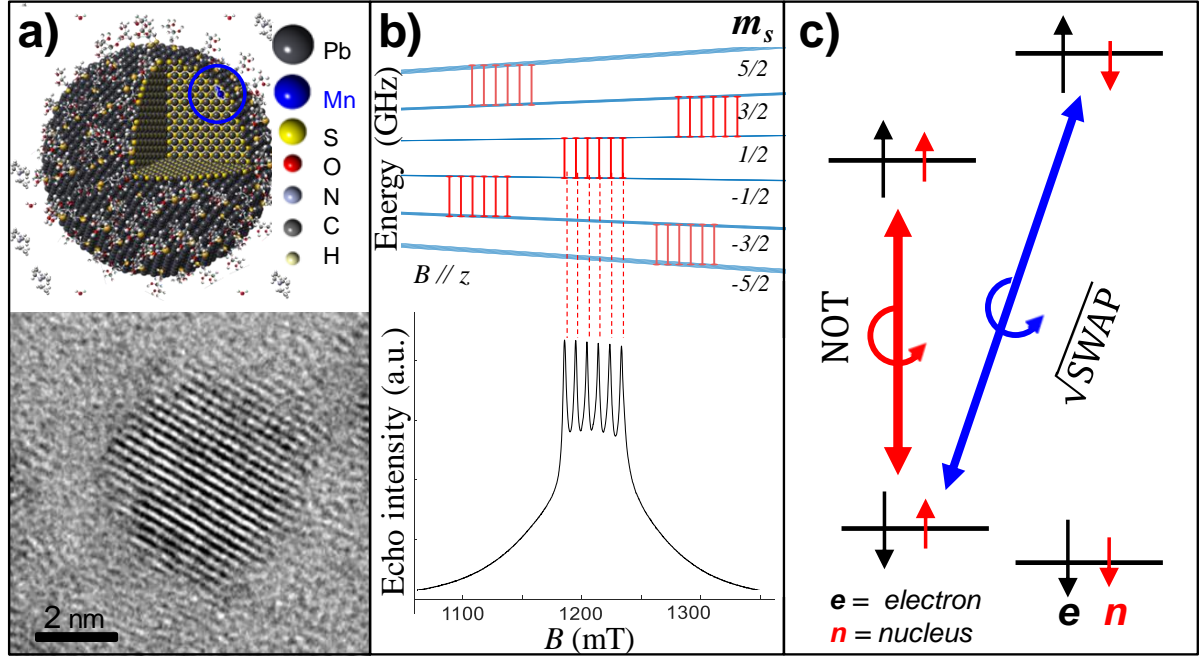 a)
Pb
Mn
S
O
N
C
H
2 nm
b)
m_s
Energy (GHz)
5/2
3/2
1/2
-1/2
-3/2
-5/2
B // z
Echo intensity (a.u.)
1100
1200
1300
B (mT)
c)
NOT
√SWAP
e = electron
n = nucleus
e n